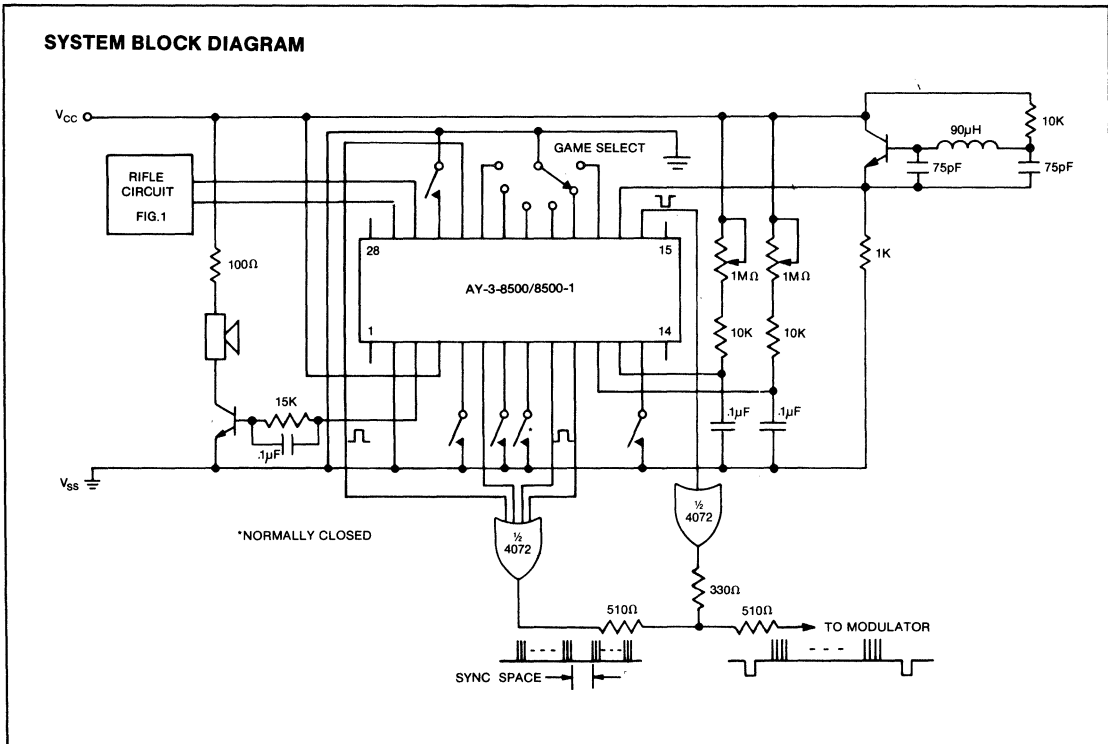 SYSTEM BLOCK DIAGRAM
VCC
RIFLE
CIRCUIT
FIG.1
GAME SELECT
90μH
10K
75pF
75pF
100Ω
28
15
AY-3-8500/8500-1
1
14
1MΩ
1MΩ
1K
10K
10K
15K
.1μF
.1μF
.1μF
VSS
*
*NORMALLY CLOSED
½
4072
½
4072
330Ω
510Ω
510Ω
TO MODULATOR
SYNC SPACE